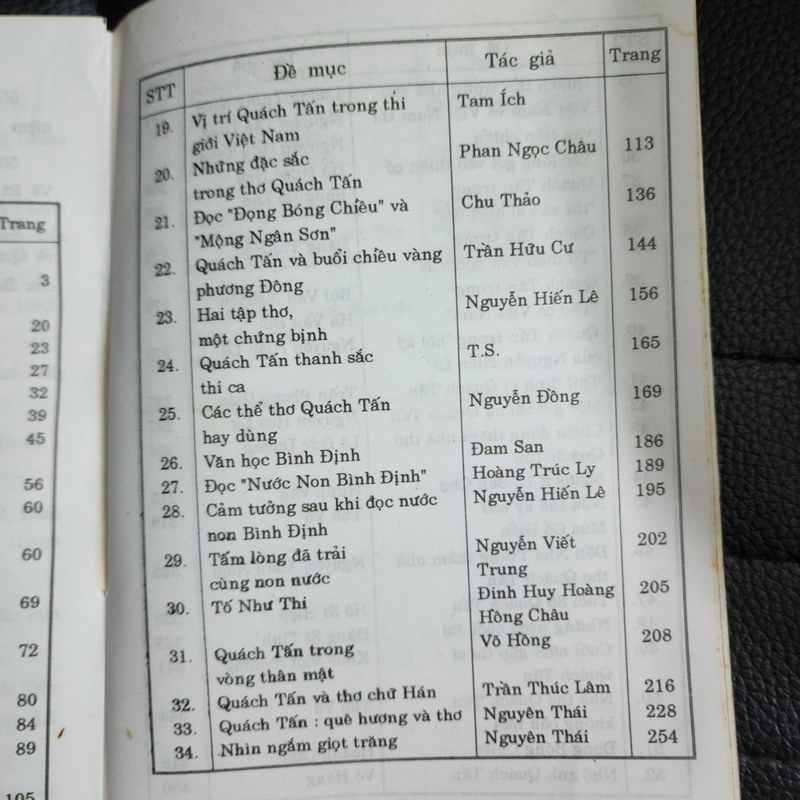 Trang
3
20
23
27
32
39
45
56
60
60
69
72
80
84
89
105
STT Đề mục Tác giả Trang
19. Vị trí Quách Tấn trong thi Tam Ích
giới Việt Nam
20. Những đặc sắc Phan Ngọc Châu 113
trong thơ Quách Tấn
21. Đọc "Đọng Bóng Chiều" và Chu Thảo 136
"Mộng Ngân Sơn"
22. Quách Tấn và buổi chiều vàng Trần Hữu Cư 144
phương Đông
23. Hai tập thơ, Nguyễn Hiến Lê 156
một chứng bịnh
24. Quách Tấn thanh sắc T.S. 165
thi ca
25. Các thể thơ Quách Tấn Nguyễn Đồng 169
hay dùng
26. Văn học Bình Định Đam San 186
27. Đọc "Nước Non Bình Định" Hoàng Trúc Ly 189
28. Cảm tưởng sau khi đọc nước Nguyễn Hiến Lê 195
non Bình Định
29. Tấm lòng đã trải Nguyễn Viết 202
cùng non nước Trung
30. Tố Như Thi Đinh Huy Hoàng 205
Hồng Châu
31. Quách Tấn trong Võ Hồng 208
vòng thân mật
32. Quách Tấn và thơ chữ Hán Trần Thúc Lâm 216
33. Quách Tấn : quê hương và thơ Nguyên Thái 228
34. Nhìn ngắm giọt trăng Nguyên Thái 254